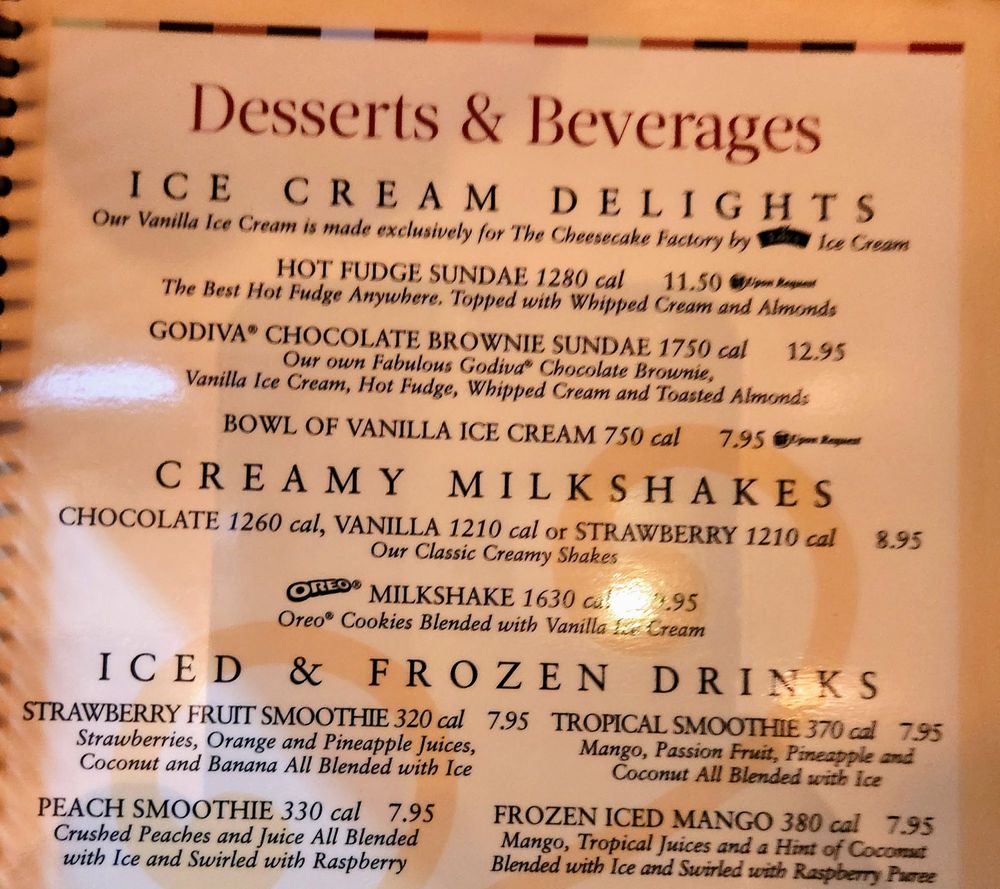 Desserts & Beverages
ICE CREAM DELIGHTS
Our Vanilla Ice Cream is made exclusively for The Cheesecake Factory by Ice Cream
HOT FUDGE SUNDAE 1280 cal 11.50 Upon Request
The Best Hot Fudge Anywhere. Topped with Whipped Cream and Almonds
GODIVA® CHOCOLATE BROWNIE SUNDAE 1750 cal 12.95
Our own Fabulous Godiva® Chocolate Brownie,
Vanilla Ice Cream, Hot Fudge, Whipped Cream and Toasted Almonds
BOWL OF VANILLA ICE CREAM 750 cal 7.95 Upon Request
CREAMY MILKSHAKES
CHOCOLATE 1260 cal, VANILLA 1210 cal or STRAWBERRY 1210 cal 8.95
Our Classic Creamy Shakes
OREO® MILKSHAKE 1630 cal .95
Oreo® Cookies Blended with Vanilla Ice Cream
ICED & FROZEN DRINKS
STRAWBERRY FRUIT SMOOTHIE 320 cal 7.95
Strawberries, Orange and Pineapple Juices,
Coconut and Banana All Blended with Ice
TROPICAL SMOOTHIE 370 cal 7.95
Mango, Passion Fruit, Pineapple and
Coconut All Blended with Ice
PEACH SMOOTHIE 330 cal 7.95
Crushed Peaches and Juice All Blended
with Ice and Swirled with Raspberry
FROZEN ICED MANGO 380 cal 7.95
Mango, Tropical Juices and a Hint of Coconut
Blended with Ice and Swirled with Raspberry Puree